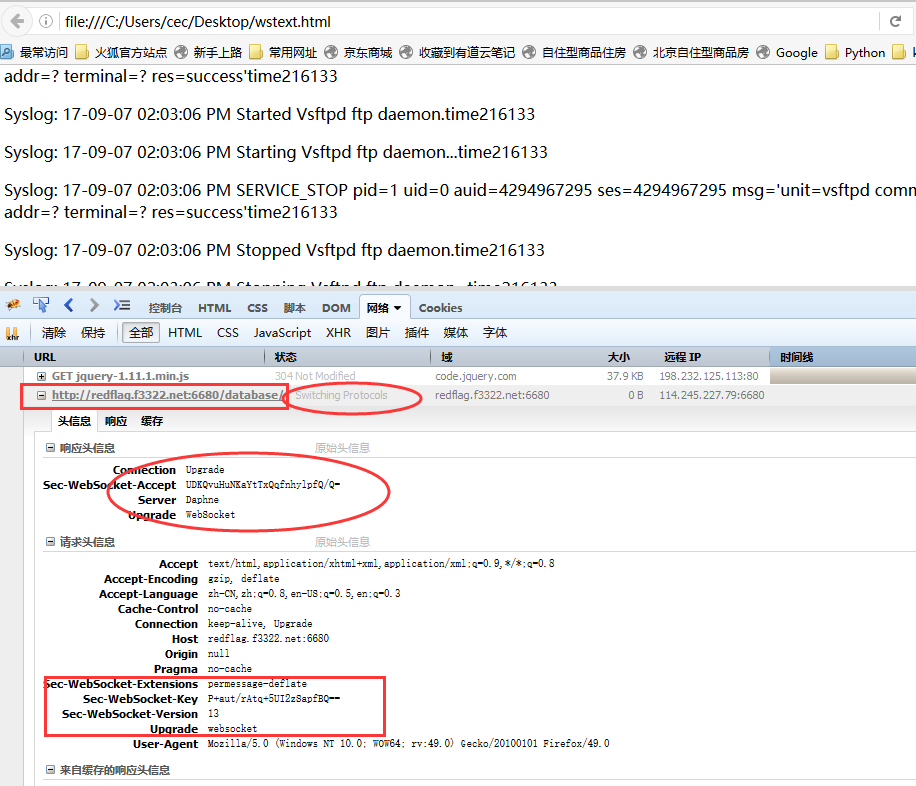 file:///C:/Users/cec/Desktop/wstext.html
最常访问 火狐官方站点 新手上路 常用网址 京东商城 收藏到有道云笔记 自住型商品住房 北京自住型商品房 Google Python
addr=? terminal=? res=success'time216133
Syslog: 17-09-07 02:03:06 PM Started Vsftpd ftp daemon.time216133
Syslog: 17-09-07 02:03:06 PM Starting Vsftpd ftp daemon...time216133
Syslog: 17-09-07 02:03:06 PM SERVICE_STOP pid=1 uid=0 auid=4294967295 ses=4294967295 msg='unit=vsftpd comm
addr=? terminal=? res=success'time216133
Syslog: 17-09-07 02:03:06 PM Stopped Vsftpd ftp daemon.time216133
Syslog: 17-09-07 02:03:06 PM Stopping Vsftpd ftp daemon...time216133
控制台 HTML CSS 脚本 DOM 网络 Cookies
xhr 清除 保持 全部 HTML CSS JavaScript XHR 图片 插件 媒体 字体
URL 状态 域 大小 远程 IP 时间线
GET jquery-1.11.1.min.js 304 Not Modified code.jquery.com 37.9 KB 198.232.125.113:80
http://redflag.f3322.net:6680/database/ Switching Protocols redflag.f3322.net:6680 0 B 114.245.227.79:6680
头信息 响应 缓存
响应头信息 原始头信息
Connection Upgrade
Sec-WebSocket-Accept UDKQvuHuNKaYtTxQqfnhylpfQ/Q=
Server Daphne
Upgrade WebSocket
请求头信息 原始头信息
Accept text/html,application/xhtml+xml,application/xml;q=0.9,*/*;q=0.8
Accept-Encoding gzip, deflate
Accept-Language zh-CN,zh;q=0.8,en-US;q=0.5,en;q=0.3
Cache-Control no-cache
Connection keep-alive, Upgrade
Host redflag.f3322.net:6680
Origin null
Pragma no-cache
Sec-WebSocket-Extensions permessage-deflate
Sec-WebSocket-Key P+aut/rAtq+5UI2zSapfBQ==
Sec-WebSocket-Version 13
Upgrade websocket
User-Agent Mozilla/5.0 (Windows NT 10.0; WOW64; rv:49.0) Gecko/20100101 Firefox/49.0
来自缓存的响应头信息